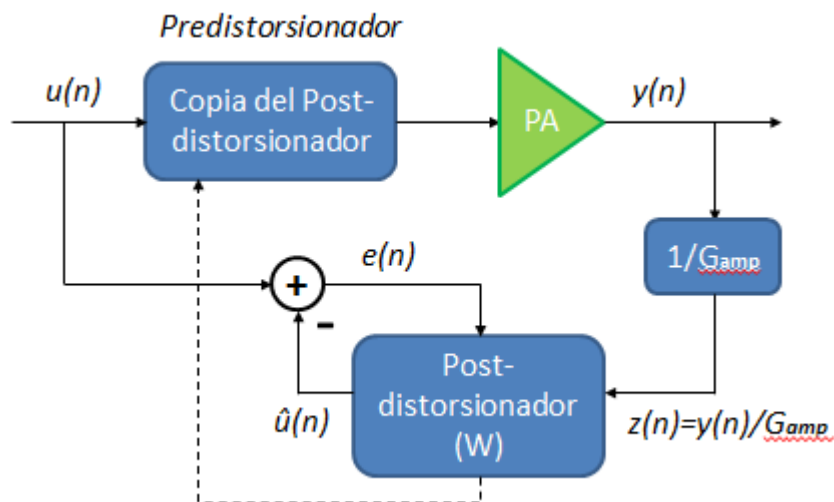 Predistorsionador
u(n)
Copia del Post-
distorsionador
PA
y(n)
1/Gamp
e(n)
+
-
Post-
distorsionador
(W)
û(n)
z(n)=y(n)/Gamp